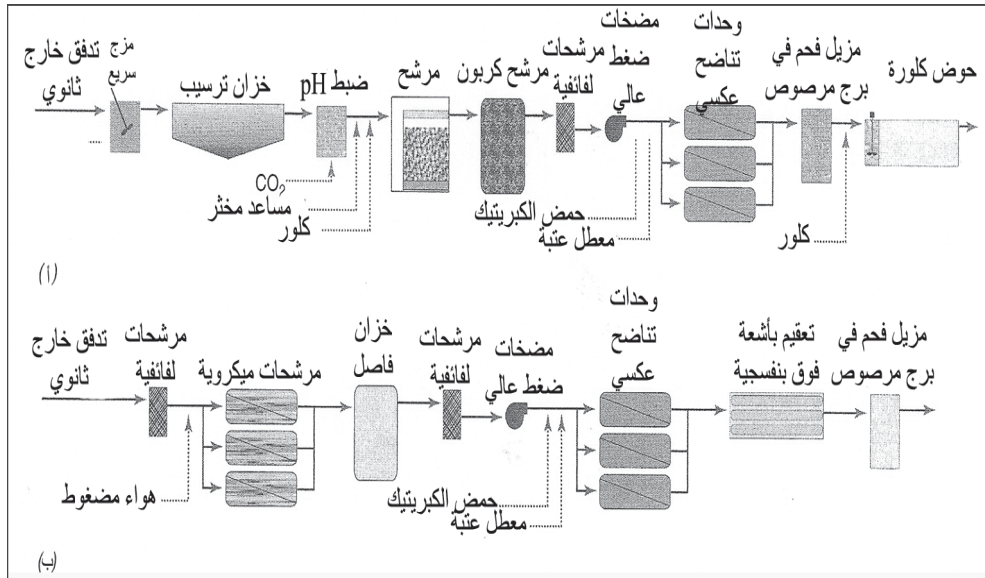 تدفق خارج
ثانوي
مزج
سريع
خزان ترسيب
ضبط pH
مرشح
مرشح كربون
مرشحات
لفائفية
مضخات
ضغط
عالي
وحدات
تناضح
عكسي
مزيل فحم في
برج مرصوص
حوض كلورة
CO2
مساعد مخثر
كلور
حمض الكبريتيك
معطل عتبة
كلور
(أ)
تدفق خارج
ثانوي
مرشحات
لفائفية
مرشحات ميكروية
خزان
فاصل
مرشحات
لفائفية
مضخات
ضغط عالي
وحدات
تناضح
عكسي
تعقيم بأشعة
فوق بنفسجية
مزيل فحم في
برج مرصوص
هواء مضغوط
حمض الكبريتيك
معطل عتبة
(ب)